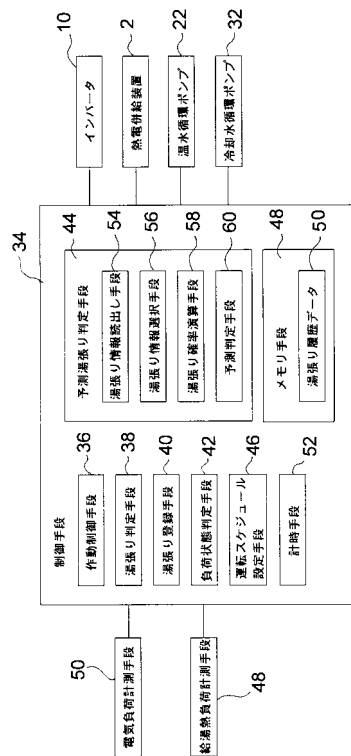 34
制御手段
作動制御手段
36
湯張り判定手段
38
湯張り登録手段
40
負荷状態判定手段
42
運転スケジュール
設定手段
46
計時手段
52
予測湯張り判定手段
44
湯張り情報読出し手段
54
湯張り情報選択手段
56
湯張り確率演算手段
58
予測判定手段
60
メモリ手段
48
湯張り履歴データ
50
インバータ
10
熱電併給装置
2
温水循環ポンプ
22
冷却水循環ポンプ
32
電気負荷計測手段
50
給湯熱負荷計測手段
48